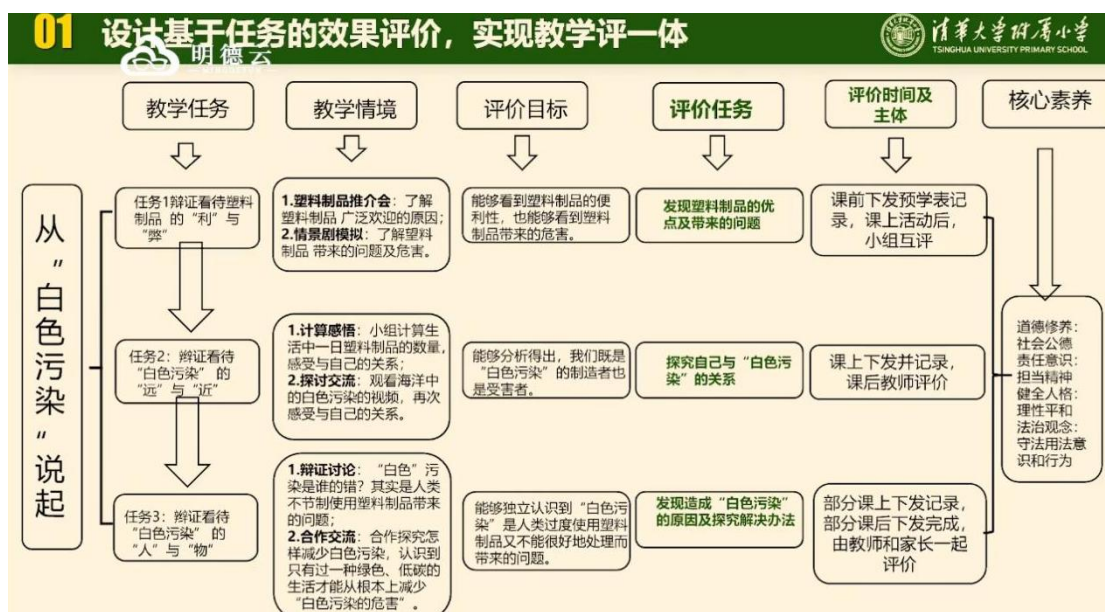 01 设计基于任务的效果评价，实现教学评一体
明德云
清华大学附属小学
TSINGHUA UNIVERSITY PRIMARY SCHOOL
教学任务
教学情境
评价目标
评价任务
评价时间及
主体
核心素养
从"白色污染"说起
任务1辩证看待塑料
制品 的"利"与
"弊"
1.塑料制品推介会：了解
塑料制品 广泛欢迎的原因；
2.情景剧模拟：了解望料
制品 带来的问题及危害。
能够看到塑料制品的便
利性，也能够看到塑料
制品带来的危害。
发现塑料制品的优
点及带来的问题
课前下发预学表记
录，课上活动后，
小组互评
任务2：辩证看待
"白色污染" 的
"远"与"近"
1.计算感悟：小组计算生
活中一日塑料制品的数量，
感受与自己的关系；
2.探讨交流：观看海洋中
的白色污染的视频，再次
感受与自己的关系。
能够分析得出，我们既是
"白色污染"的制造者也
是受害者。
探究自己与"白色污
染"的关系
课上下发并记录，
课后教师评价
任务3：辩证看待
"白色污染" 的
"人"与"物"
1.辩证讨论："白色"污
染是谁的错？其实是人类
不节制使用塑料制品带来
的问题；
2.合作交流：合作探究怎
样减少白色污染，认识到
只有过一种绿色、低碳的
生活才能从根本上减少
"白色污染的危害"。
能够独立认识到"白色污
染"是人类过度使用塑料
制品又不能很好地处理而
带来的问题。
发现造成"白色污染"
的原因及探究解决办法
部分课上下发记录，
部分课后下发完成，
由教师和家长一起
评价
道德修养：
社会公德
责任意识：
担当精神
健全人格：
理性平和
法治观念：
守法用法意
识和行为